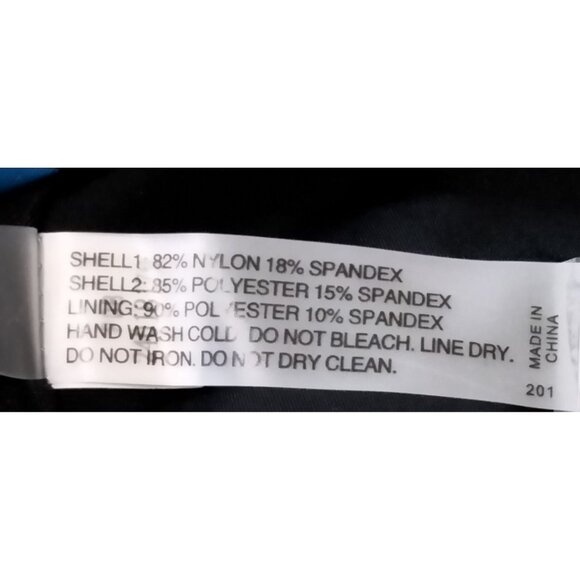 SHELL1: 82% NYLON 18% SPANDEX
SHELL2: 85% POLYESTER 15% SPANDEX
LINING: 90% POLYESTER 10% SPANDEX
HAND WASH COLD. DO NOT BLEACH. LINE DRY.
DO NOT IRON. DO NOT DRY CLEAN.
MADE IN
CHINA
201